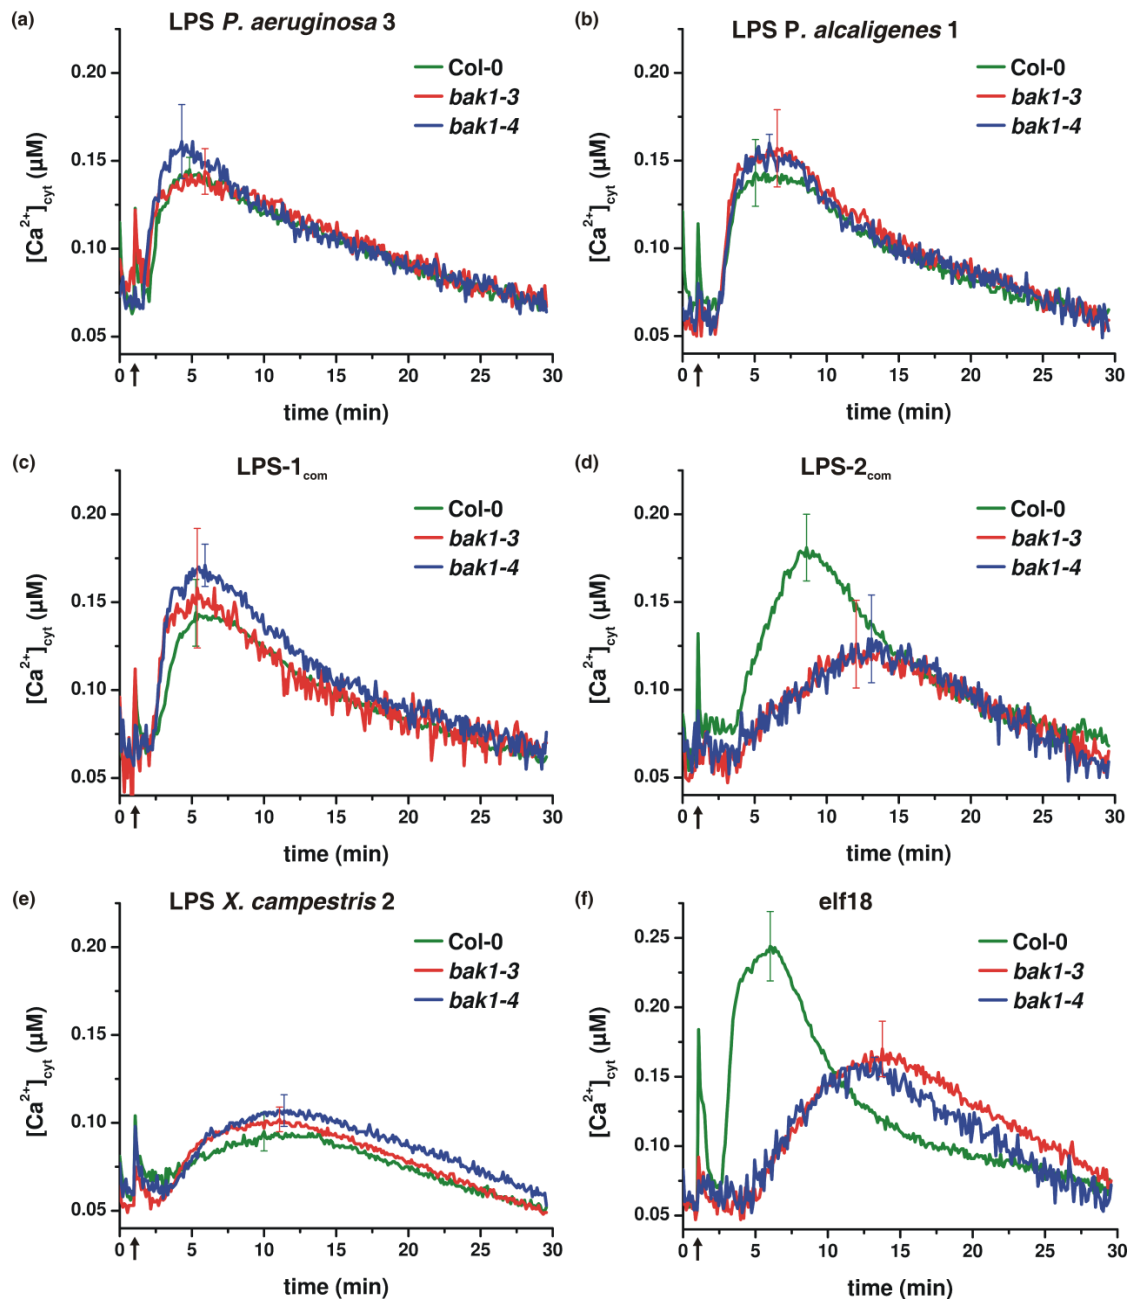 (a) LPS P. aeruginosa 3
0.20
0.15
0.10
0.05
[Ca²⁺]cyt (µM)
Col-0
bak1-3
bak1-4
0 5 10 15 20 25 30
time (min)
(b) LPS P. alcaligenes 1
0.20
0.15
0.10
0.05
[Ca²⁺]cyt (µM)
Col-0
bak1-3
bak1-4
0 5 10 15 20 25 30
time (min)
(c) LPS-1com
0.20
0.15
0.10
0.05
[Ca²⁺]cyt (µM)
Col-0
bak1-3
bak1-4
0 5 10 15 20 25 30
time (min)
(d) LPS-2com
0.20
0.15
0.10
0.05
[Ca²⁺]cyt (µM)
Col-0
bak1-3
bak1-4
0 5 10 15 20 25 30
time (min)
(e) LPS X. campestris 2
0.20
0.15
0.10
0.05
[Ca²⁺]cyt (µM)
Col-0
bak1-3
bak1-4
0 5 10 15 20 25 30
time (min)
(f) elf18
0.25
0.20
0.15
0.10
0.05
[Ca²⁺]cyt (µM)
Col-0
bak1-3
bak1-4
0 5 10 15 20 25 30
time (min)